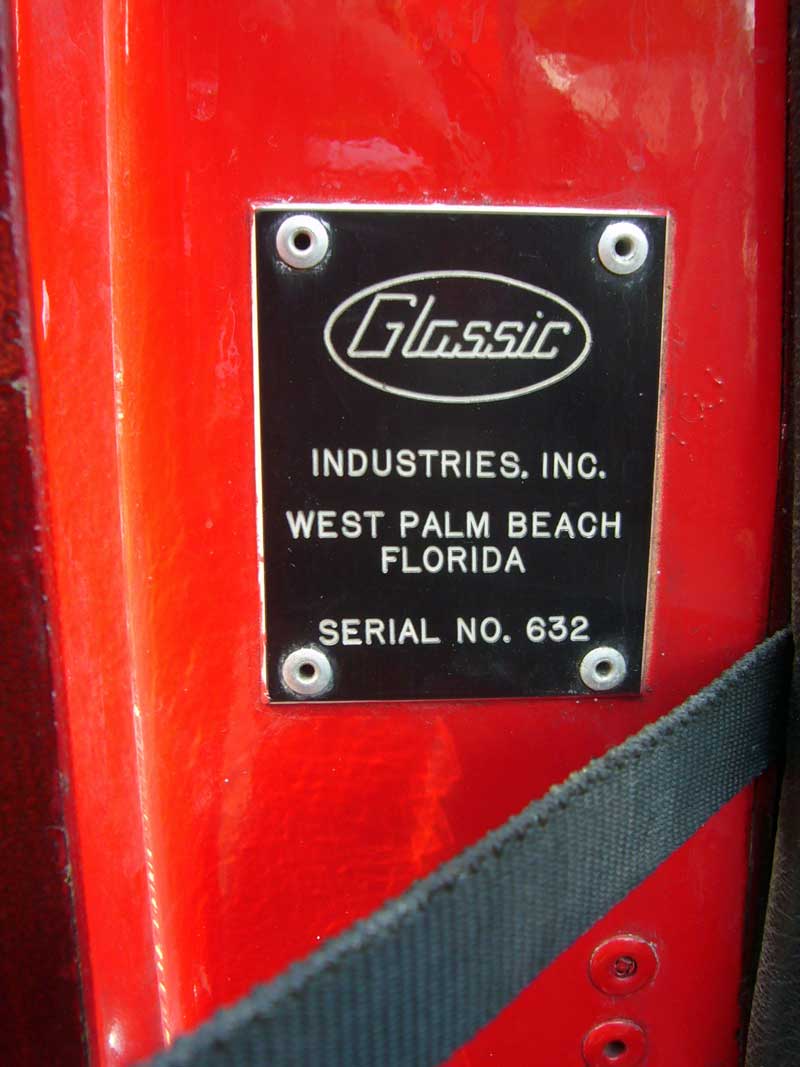 Glassic
INDUSTRIES, INC.
WEST PALM BEACH
FLORIDA
SERIAL NO. 632